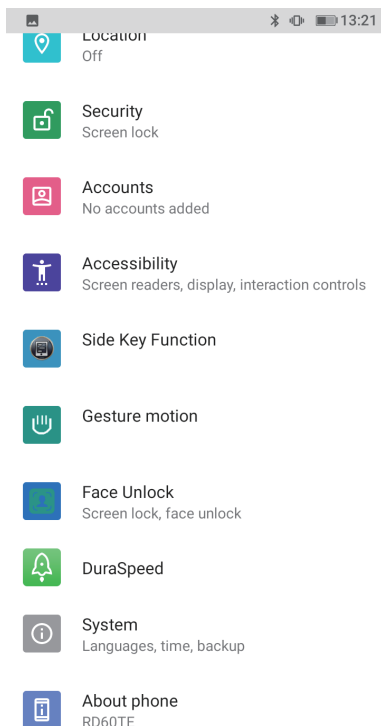 13:21
Location
Off
Security
Screen lock
Accounts
No accounts added
Accessibility
Screen readers, display, interaction controls
Side Key Function
Gesture motion
Face Unlock
Screen lock, face unlock
DuraSpeed
System
Languages, time, backup
About phone
RD60TE